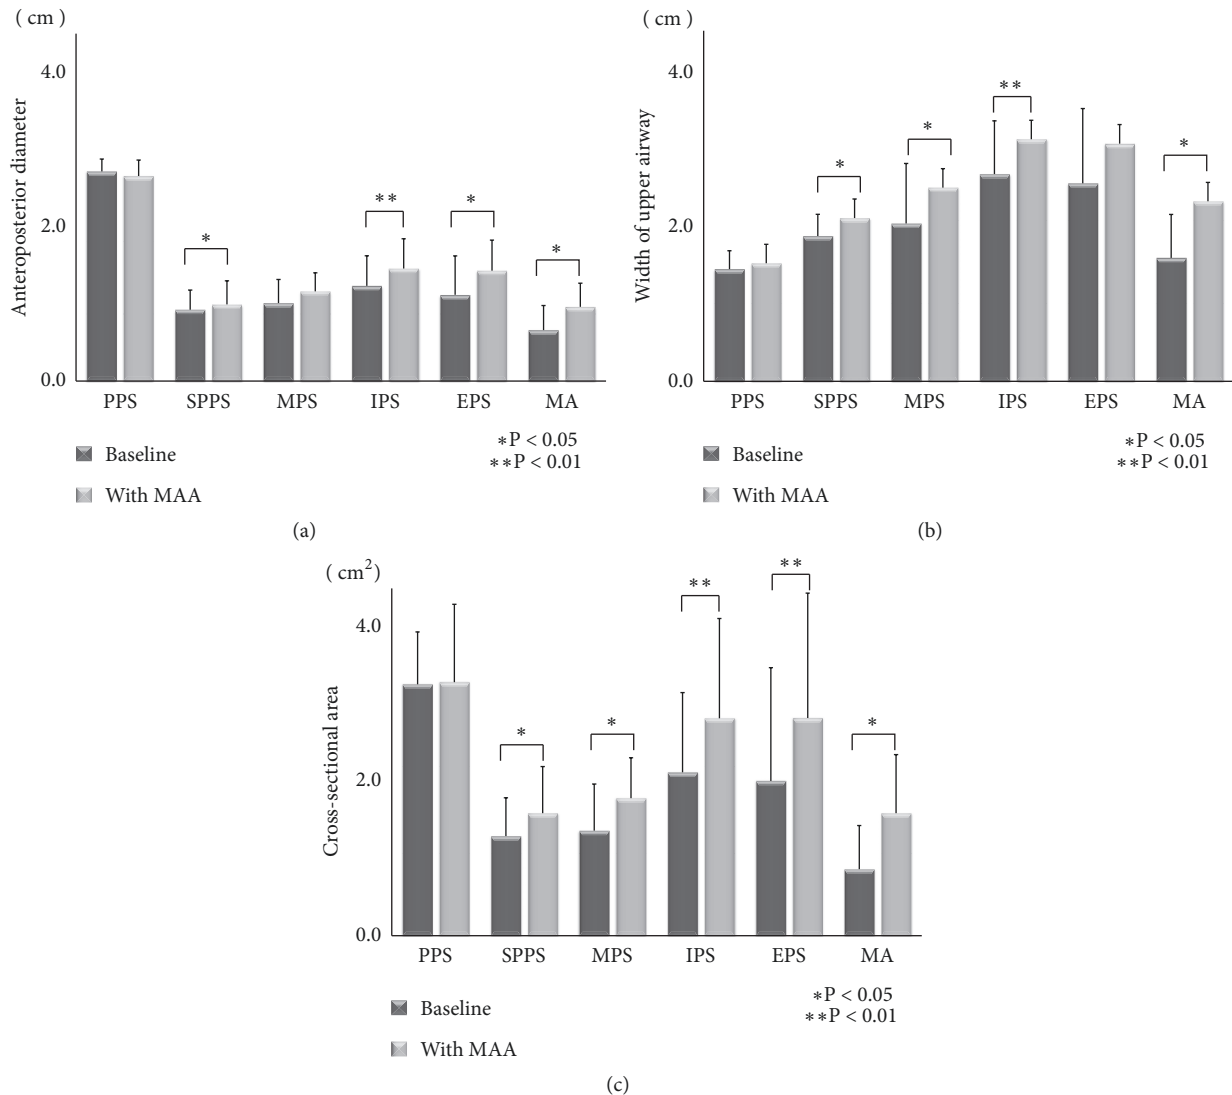 ( cm )
4.0
2.0
0.0
Anteroposterior diameter
*
**
*
*
PPS SPPS MPS IPS EPS MA
Baseline
With MAA
*P < 0.05
**P < 0.01
(a)
( cm )
4.0
2.0
0.0
Width of upper airway
*
*
**
*
PPS SPPS MPS IPS EPS MA
Baseline
With MAA
*P < 0.05
**P < 0.01
(b)
( cm²)
4.0
2.0
0.0
Cross-sectional area
*
*
**
**
*
PPS SPPS MPS IPS EPS MA
Baseline
With MAA
*P < 0.05
**P < 0.01
(c)